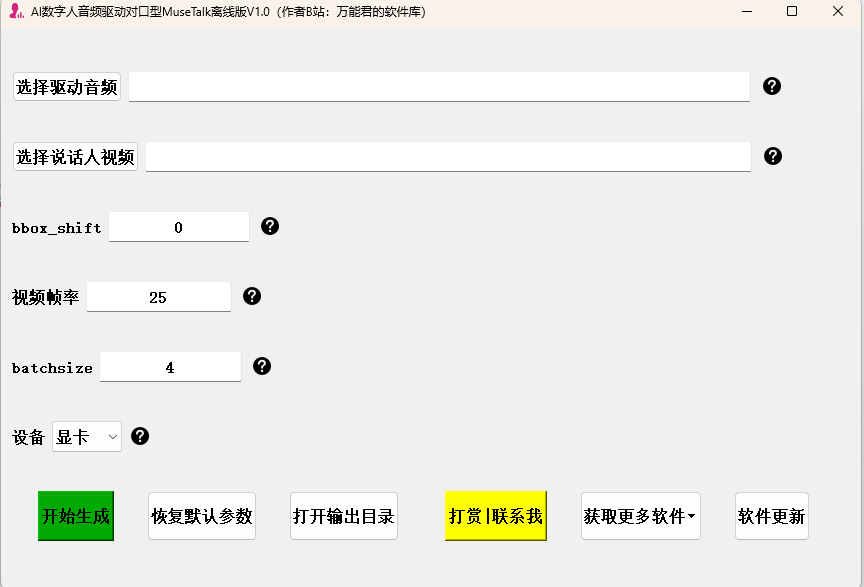 AI数字人音频驱动对口型MuseTalk离线版V1.0（作者B站：万能君的软件库）
选择驱动音频
选择说话人视频
bbox_shift 0
视频帧率 25
batchsize 4
设备 显卡
开始生成 恢复默认参数 打开输出目录 打赏|联系我 获取更多软件 软件更新